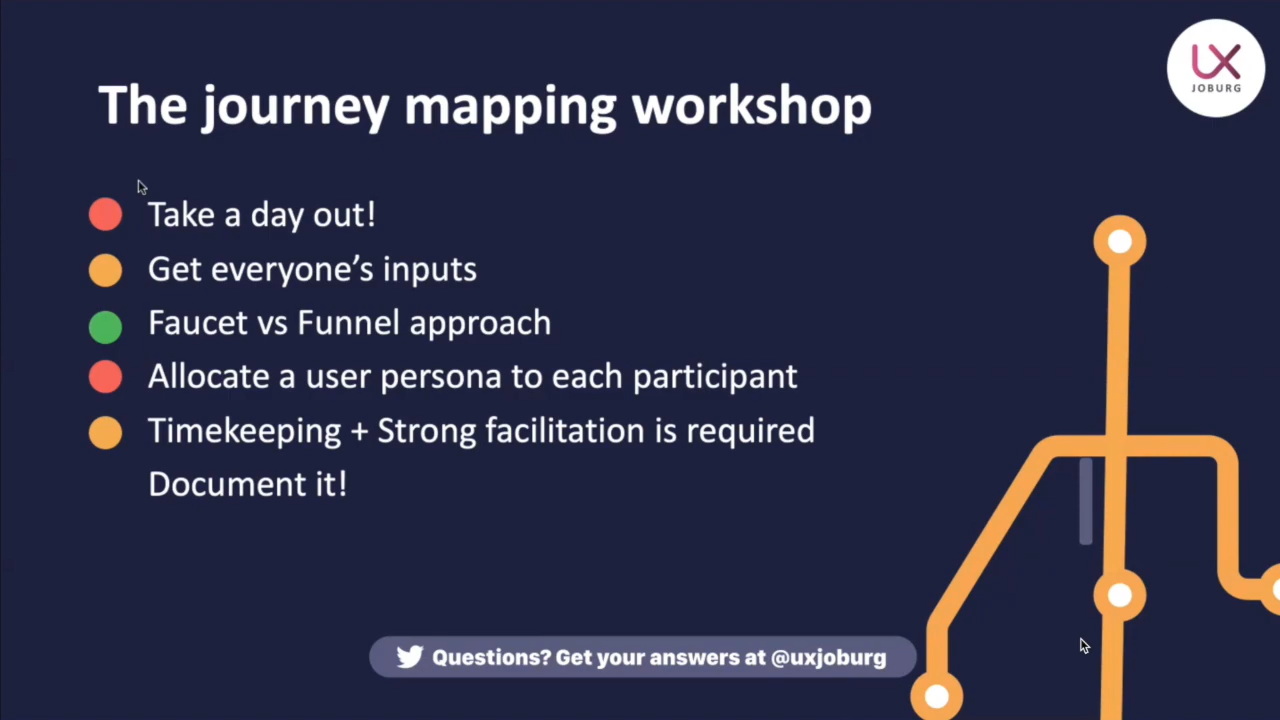 UX
JOBURG
The journey mapping workshop
Take a day out!
Get everyone’s inputs
Faucet vs Funnel approach
Allocate a user persona to each participant
Timekeeping + Strong facilitation is required
Document it!
Questions? Get your answers at @uxjoburg